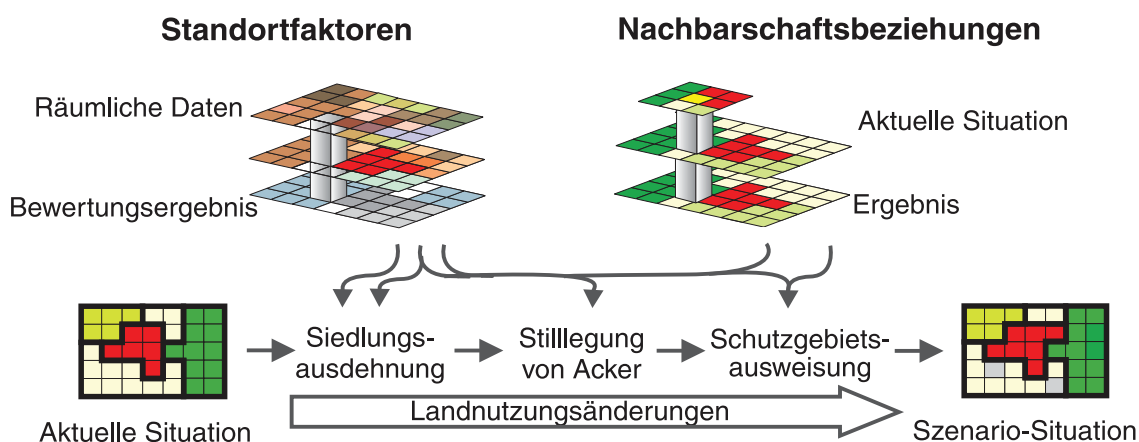 Standortfaktoren
Nachbarschaftsbeziehungen
Räumliche Daten
Aktuelle Situation
Bewertungsergebnis
Ergebnis
Siedlungs-
ausdehnung
Stilllegung
von Acker
Schutzgebiets-
ausweisung
Landnutzungsänderungen
Aktuelle Situation
Szenario-Situation